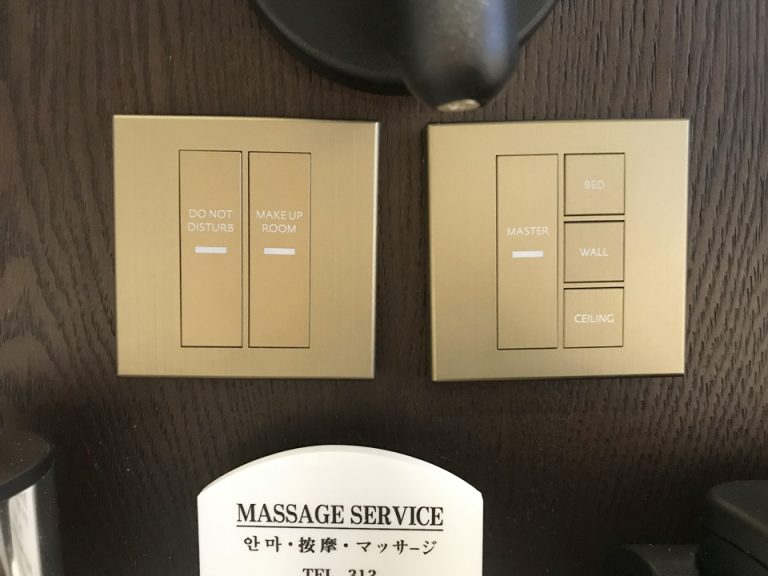 DO NOT
DISTURB
MAKE UP
ROOM
MASTER
BED
WALL
CEILING
MASSAGE SERVICE
안마・按摩・マッサージ